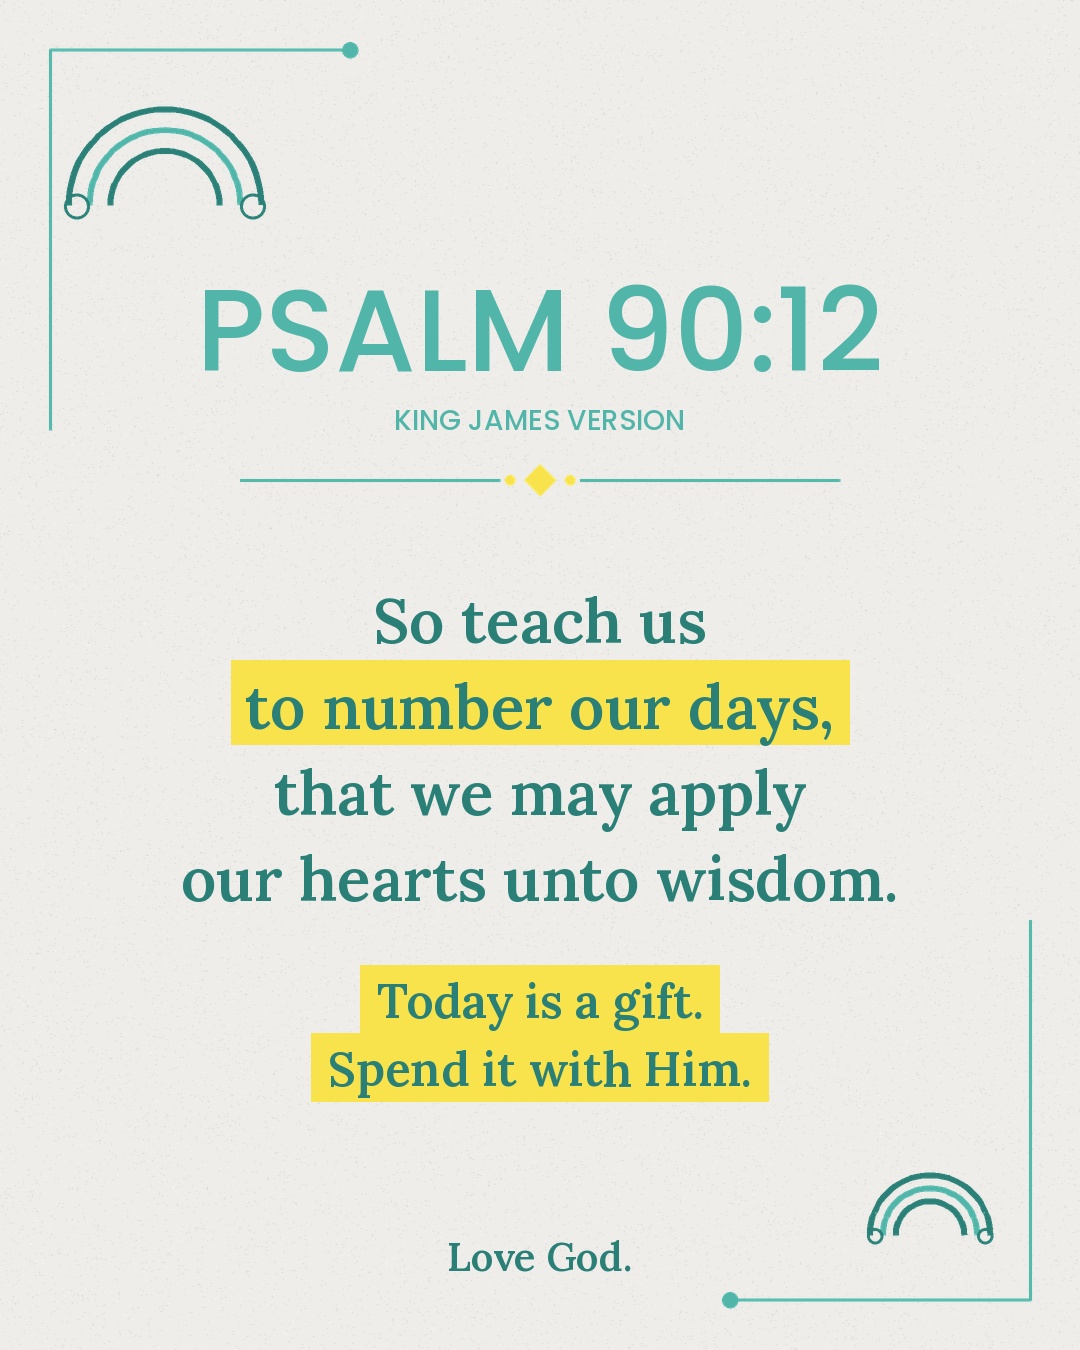 PSALM 90:12
KING JAMES VERSION
So teach us
to number our days,
that we may apply
our hearts unto wisdom.
Today is a gift.
Spend it with Him.
Love God.